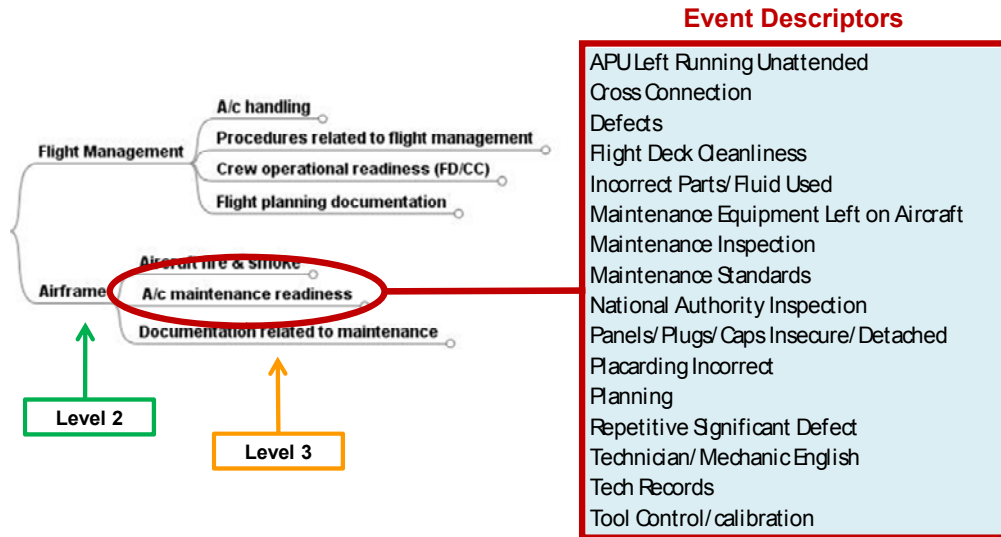 Event Descriptors
A/c handling
Procedures related to flight management
Flight Management
Crew operational readiness (FD/CC)
Flight planning documentation
Aircraft fire & smoke
Airframe
A/c maintenance readiness
Documentation related to maintenance
Level 2
Level 3
APU Left Running Unattended
Cross Connection
Defects
Flight Deck Cleanliness
Incorrect Parts/ Fluid Used
Maintenance Equipment Left on Aircraft
Maintenance Inspection
Maintenance Standards
National Authority Inspection
Panels/ Plugs/ Caps Insecure/ Detached
Placarding Incorrect
Planning
Repetitive Significant Defect
Technician/ Mechanic English
Tech Records
Tool Control/ calibration